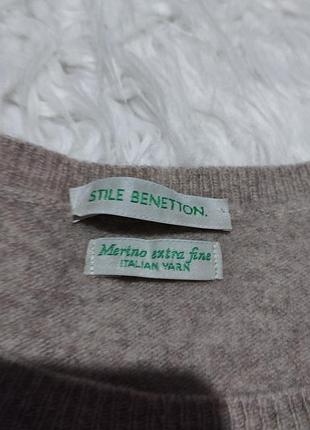 STILE BENETTON.
Merino extra fine
ITALIAN YARN